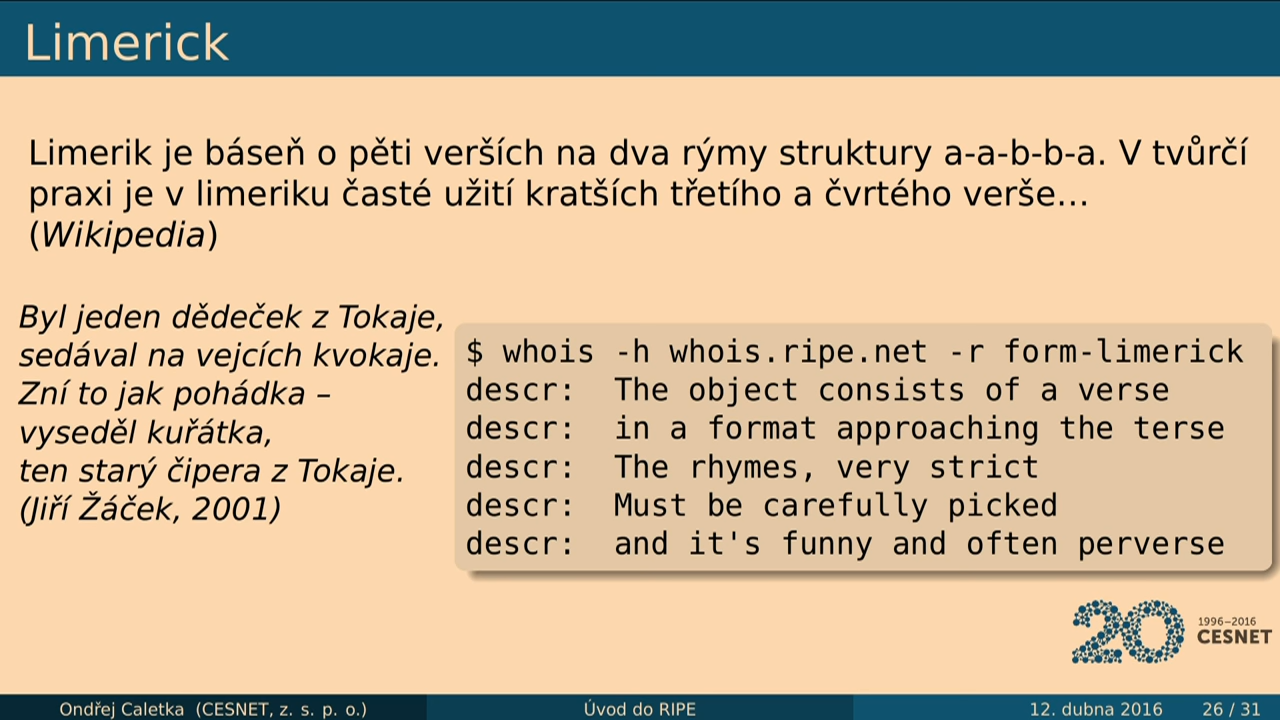 Limerick
Limerik je báseň o pěti verších na dva rýmy struktury a-a-b-b-a. V tvůrčí
praxi je v limeriku časté užití kratších třetího a čvrtého verše…
(Wikipedia)
Byl jeden dědeček z Tokaje,
sedával na vejcích kvokaje.
Zní to jak pohádka –
vyseděl kuřátka,
ten starý čipera z Tokaje.
(Jiří Žáček, 2001)
$ whois -h whois.ripe.net -r form-limerick
descr:  The object consists of a verse
descr:  in a format approaching the terse
descr:  The rhymes, very strict
descr:  Must be carefully picked
descr:  and it's funny and often perverse
20
1996–2016
CESNET
Ondřej Caletka (CESNET, z. s. p. o.)
Úvod do RIPE
12. dubna 2016
26 / 31